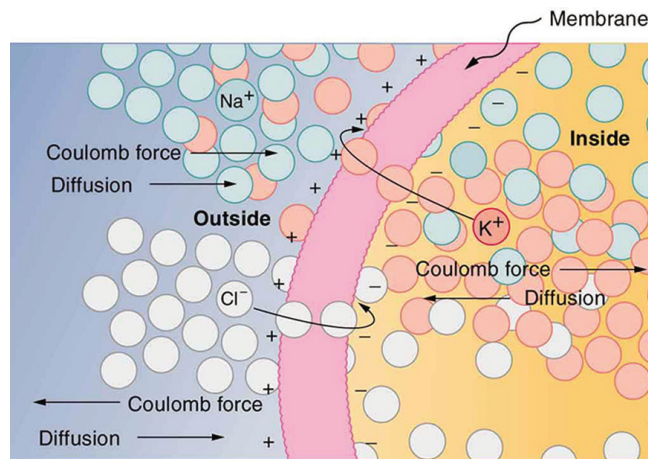 Membrane
Na+
Inside
Coulomb force
Diffusion
Outside
K+
Coulomb force
Cl−
Diffusion
Coulomb force
Diffusion